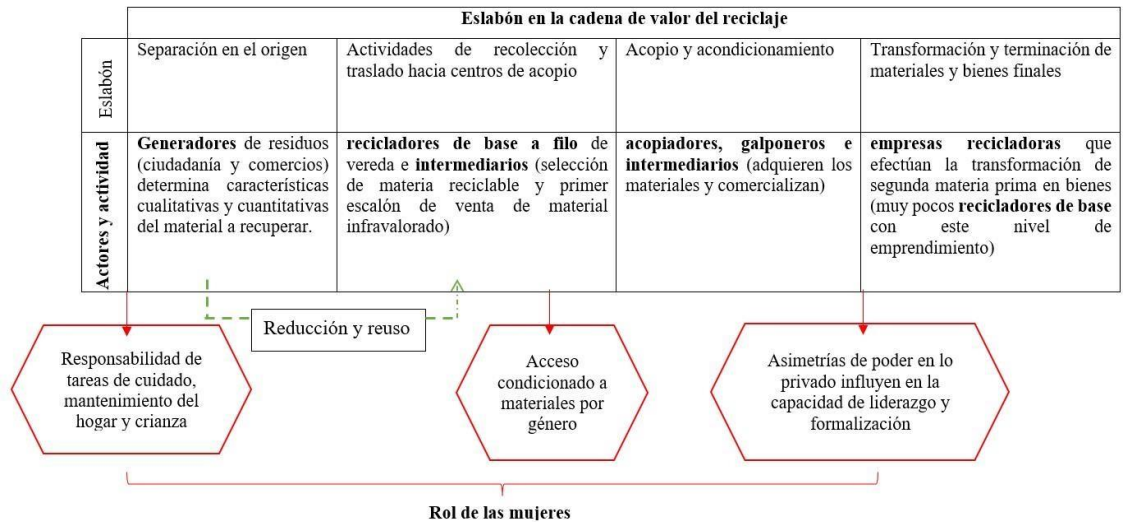 Eslabón en la cadena de valor del reciclaje
Eslabón
Separación en el origen
Actividades de recolección y
traslado hacia centros de acopio
Acopio y acondicionamiento
Transformación y terminación de
materiales y bienes finales
Actores y actividad
Generadores de residuos
(ciudadanía y comercios)
determina características
cualitativas y cuantitativas
del material a recuperar.
recicladores de base a filo de
vereda e intermediarios (selección
de materia reciclable y primer
escalón de venta de material
infravalorado)
acopiadores, galponeros e
intermediarios (adquieren los
materiales y comercializan)
empresas recicladoras que
efectúan la transformación de
segunda materia prima en bienes
(muy pocos recicladores de base
con este nivel de
emprendimiento)
Reducción y reuso
Responsabilidad de
tareas de cuidado,
mantenimiento del
hogar y crianza
Acceso
condicionado a
materiales por
género
Asimetrías de poder en lo
privado influyen en la
capacidad de liderazgo y
formalización
Rol de las mujeres